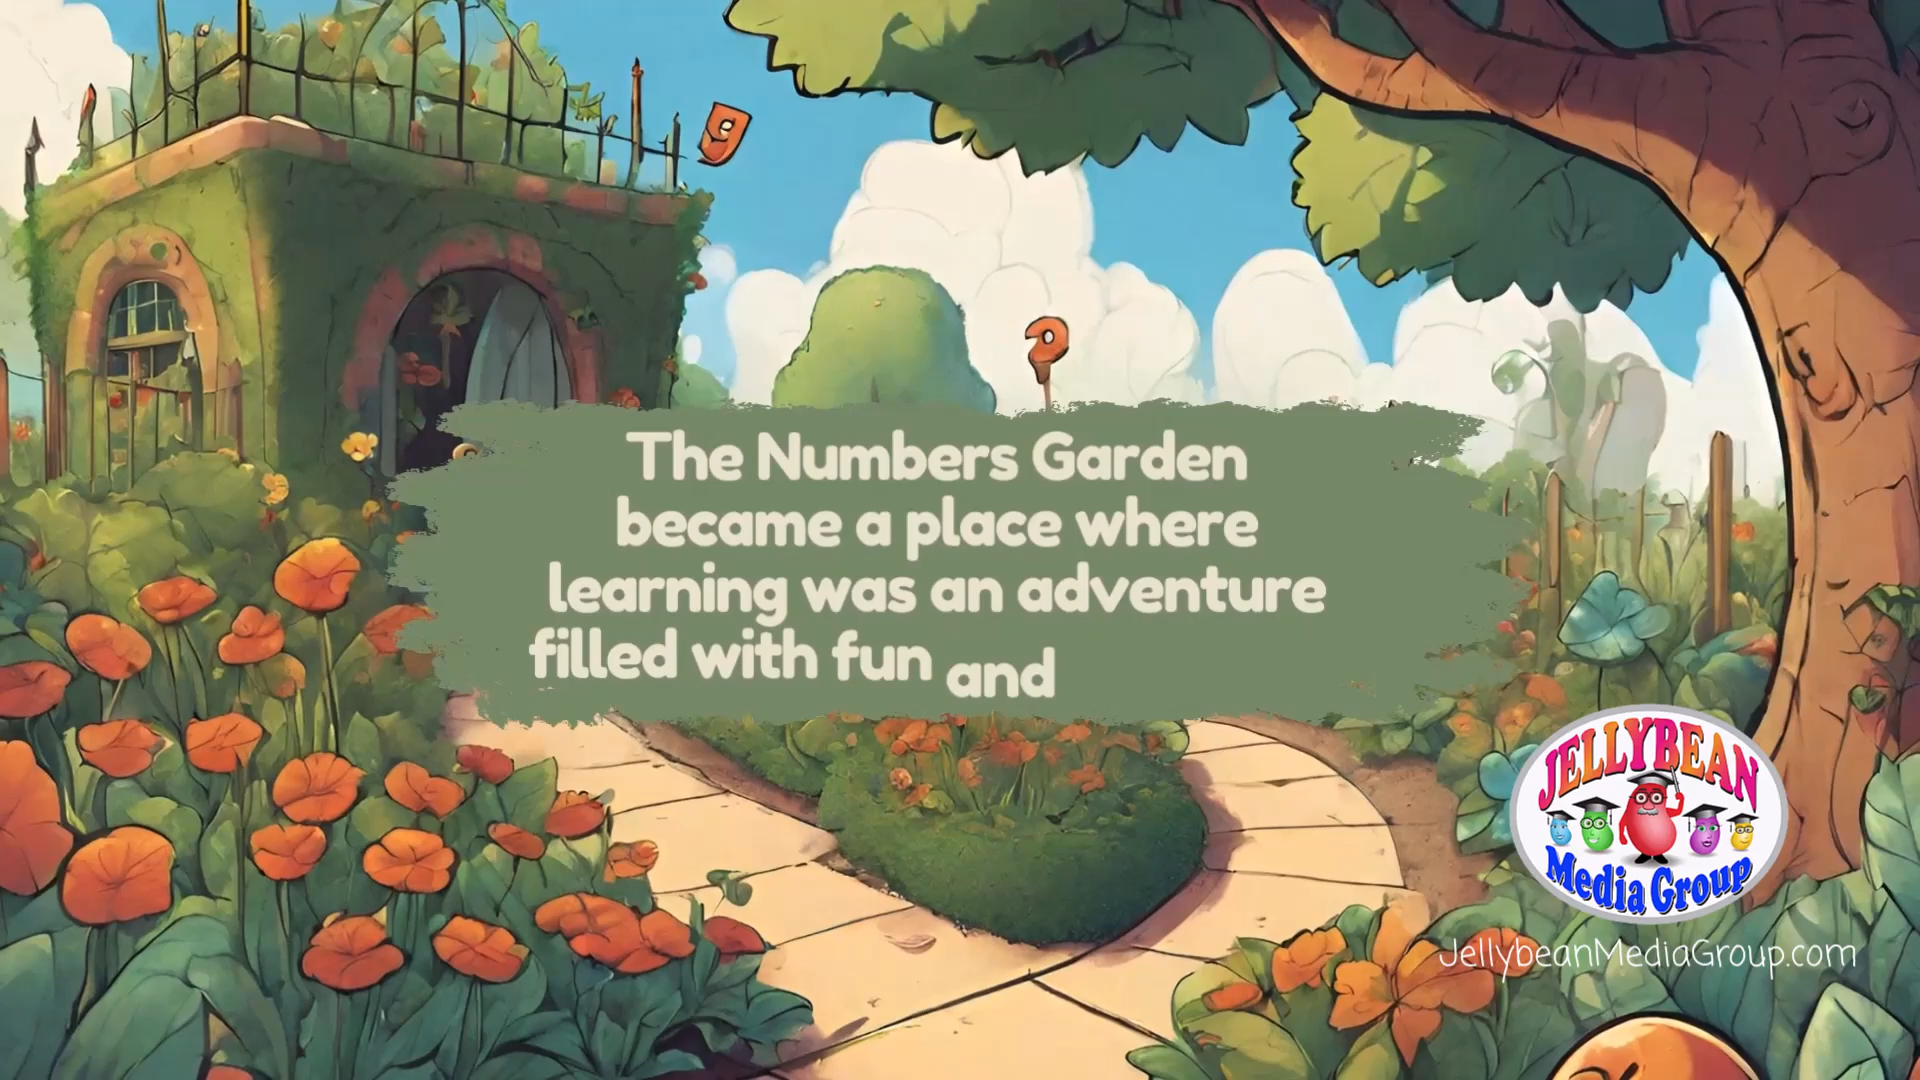 9
The Numbers Garden
became a place where
learning was an adventure
filled with fun and
JELLYBEAN
Media Group
JellybeanMediaGroup.com